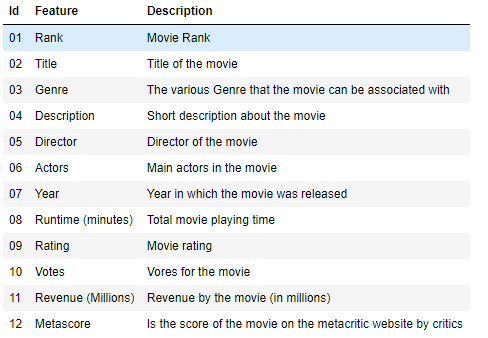 Id Feature Description
01 Rank Movie Rank
02 Title Title of the movie
03 Genre The various Genre that the movie can be associated with
04 Description Short description about the movie
05 Director Director of the movie
06 Actors Main actors in the movie
07 Year Year in which the movie was released
08 Runtime (minutes) Total movie playing time
09 Rating Movie rating
10 Votes Vores for the movie
11 Revenue (Millions) Revenue by the movie (in millions)
12 Metascore Is the score of the movie on the metacritic website by critics